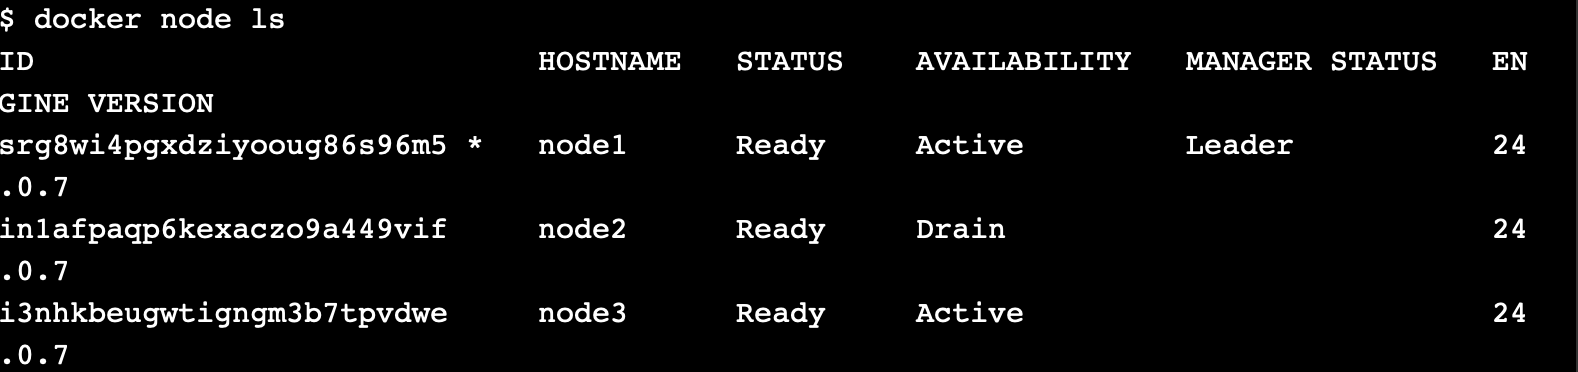 $ docker node ls
ID                            HOSTNAME   STATUS    AVAILABILITY   MANAGER STATUS   EN
GINE VERSION
srg8wi4pgxdziyooug86s96m5 *   node1      Ready     Active         Leader           24
.0.7
in1afpaqp6kexaczo9a449vif     node2      Ready     Drain                           24
.0.7
i3nhkbeugwtigngm3b7tpvdwe     node3      Ready     Active                          24
.0.7